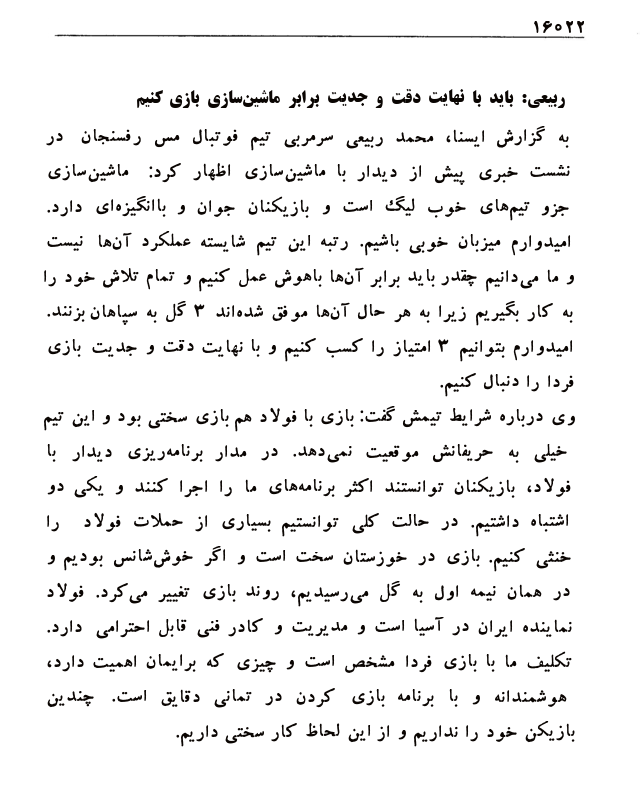 ۱۶۰۲۲
ربیعی: باید با نهایت دقت و جدیت برابر ماشین‌سازی بازی کنیم
به گزارش ایسنا، محمد ربیعی سرمربی تیم فوتبال مس رفسنجان در
نشست خبری پیش از دیدار با ماشین‌سازی اظهار کرد: ماشین‌سازی
جزو تیم‌های خوب لیگ است و بازیکنان جوان و باانگیزه‌ای دارد.
امیدوارم میزبان خوبی باشیم. رتبه این تیم شایسته عملکرد آن‌ها نیست
و ما می‌دانیم چقدر باید برابر آن‌ها باهوش عمل کنیم و تمام تلاش خود را
به کار بگیریم زیرا به هر حال آن‌ها موفق شده‌اند ۳ گل به سپاهان بزنند.
امیدوارم بتوانیم ۳ امتیاز را کسب کنیم و با نهایت دقت و جدیت بازی
فردا را دنبال کنیم.
وی درباره شرایط تیمش گفت: بازی با فولاد هم بازی سختی بود و این تیم
خیلی به حریفانش موقعیت نمی‌دهد. در مدار برنامه‌ریزی دیدار با
فولاد، بازیکنان توانستند اکثر برنامه‌های ما را اجرا کنند و یکی دو
اشتباه داشتیم. در حالت کلی توانستیم بسیاری از حملات فولاد را
خنثی کنیم. بازی در خوزستان سخت است و اگر خوش‌شانس بودیم و
در همان نیمه اول به گل می‌رسیدیم، روند بازی تغییر می‌کرد. فولاد
نماینده ایران در آسیا است و مدیریت و کادر فنی قابل احترامی دارد.
تکلیف ما با بازی فردا مشخص است و چیزی که برایمان اهمیت دارد،
هوشمندانه و با برنامه بازی کردن در تمانی دقایق است. چندین
بازیکن خود را نداریم و از این لحاظ کار سختی داریم.